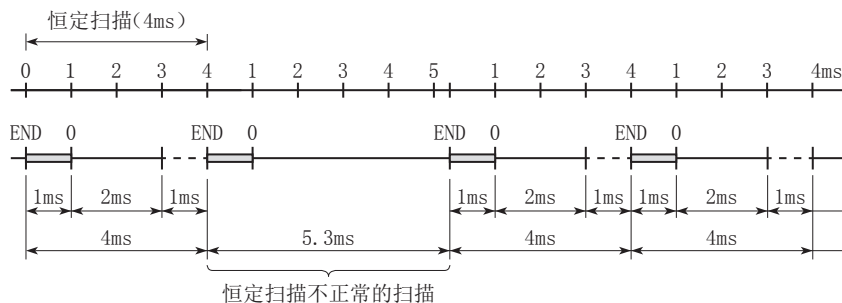 恒定扫描(4ms)
0 1 2 3 4 1 2 3 4 5 1 2 3 4 1 2 3 4ms
END 0 END 0 END 0 END 0
1ms 2ms 1ms 1ms 2ms 1ms 1ms 2ms 1ms
4ms 5.3ms 4ms 4ms
恒定扫描不正常的扫描